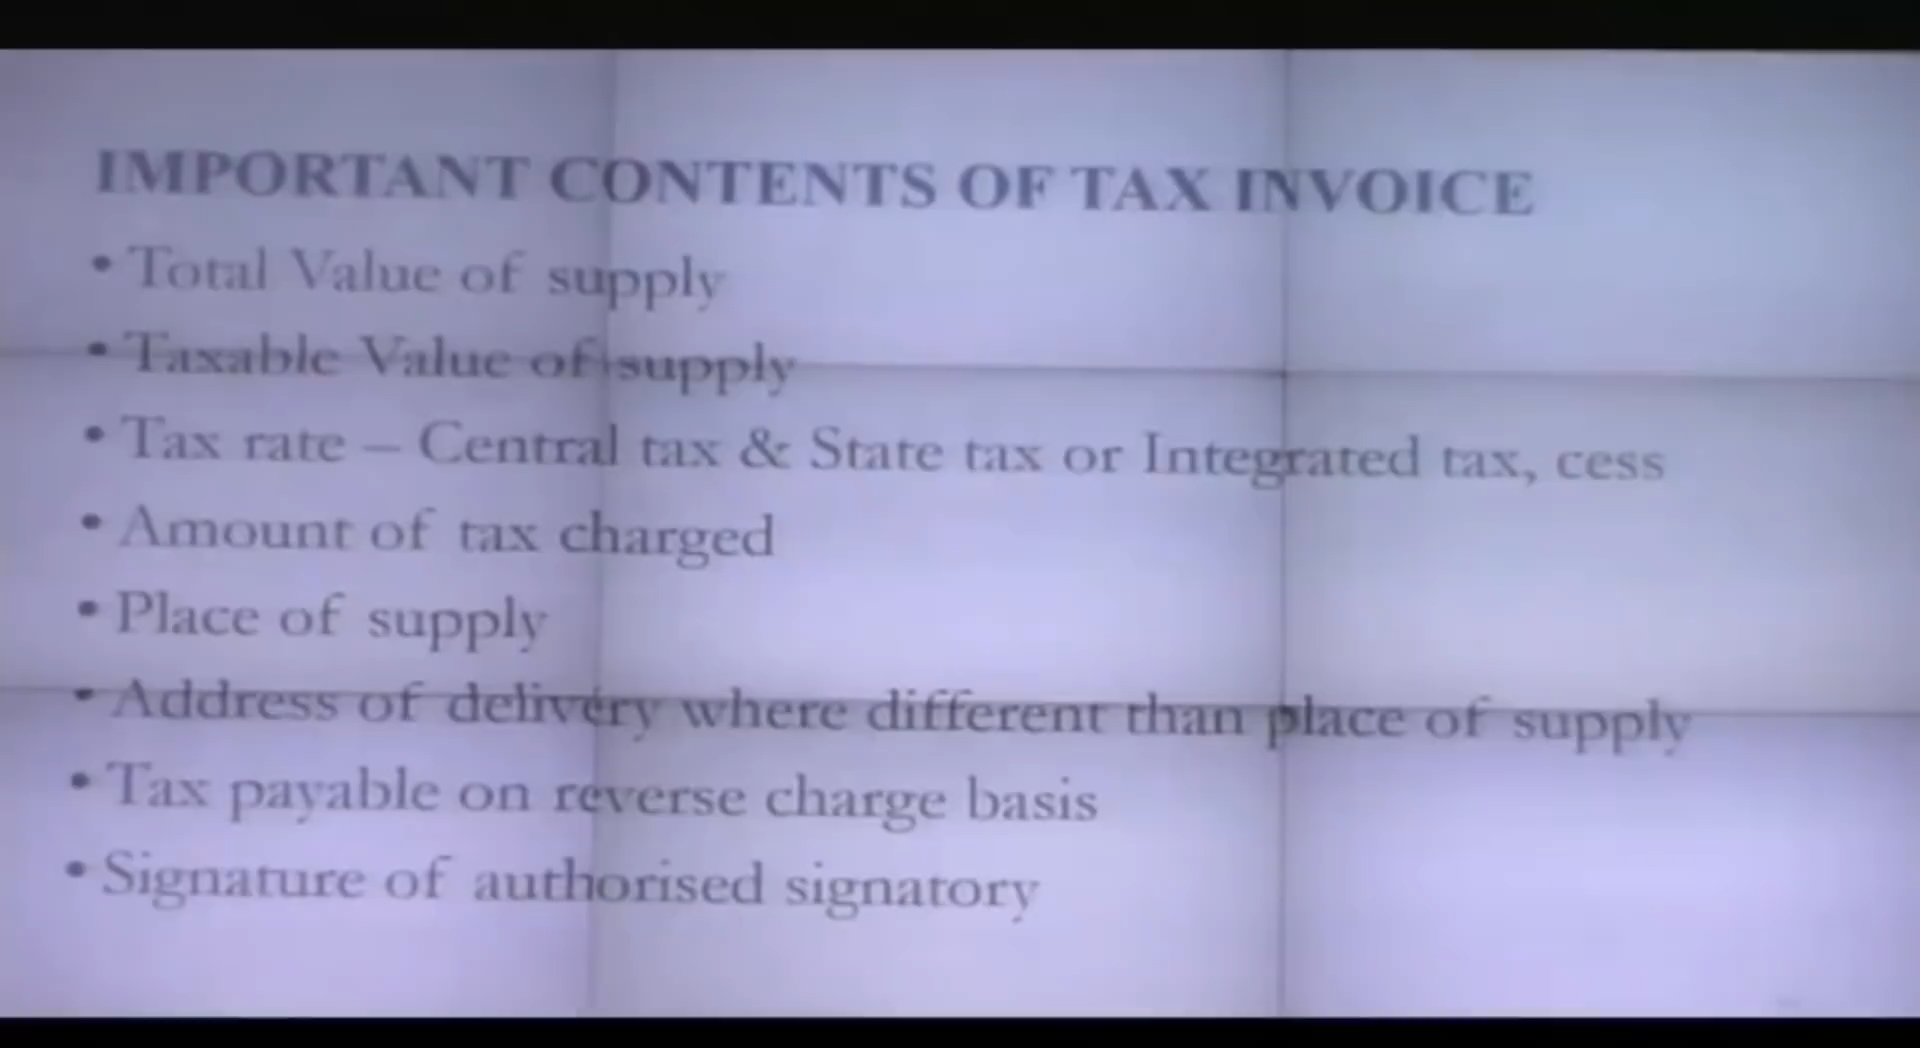 IMPORTANT CONTENTS OF TAX INVOICE
• Total Value of supply
• Taxable Value of supply
• Tax rate – Central tax & State tax or Integrated tax, cess
• Amount of tax charged
• Place of supply
• Address of delivery where different than place of supply
• Tax payable on reverse charge basis
• Signature of authorised signatory